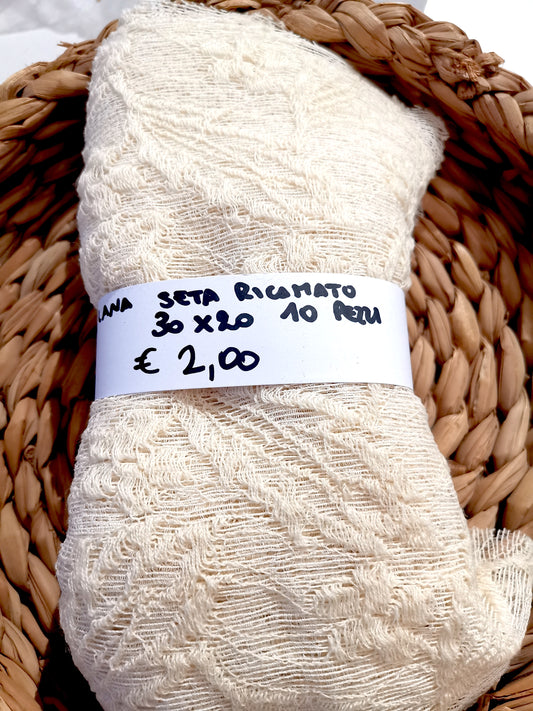 LANA SETA RICAMATO
30 X 20 10 PEZZI
€ 2,00